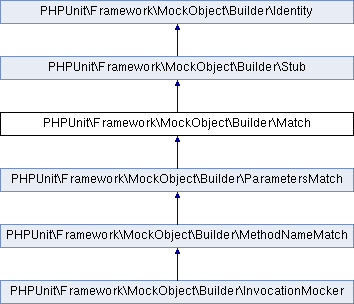 PHPUnit\Framework\MockObject\Builder\Identity
PHPUnit\Framework\MockObject\Builder\Stub
PHPUnit\Framework\MockObject\Builder\Match
PHPUnit\Framework\MockObject\Builder\ParametersMatch
PHPUnit\Framework\MockObject\Builder\MethodNameMatch
PHPUnit\Framework\MockObject\Builder\InvocationMocker